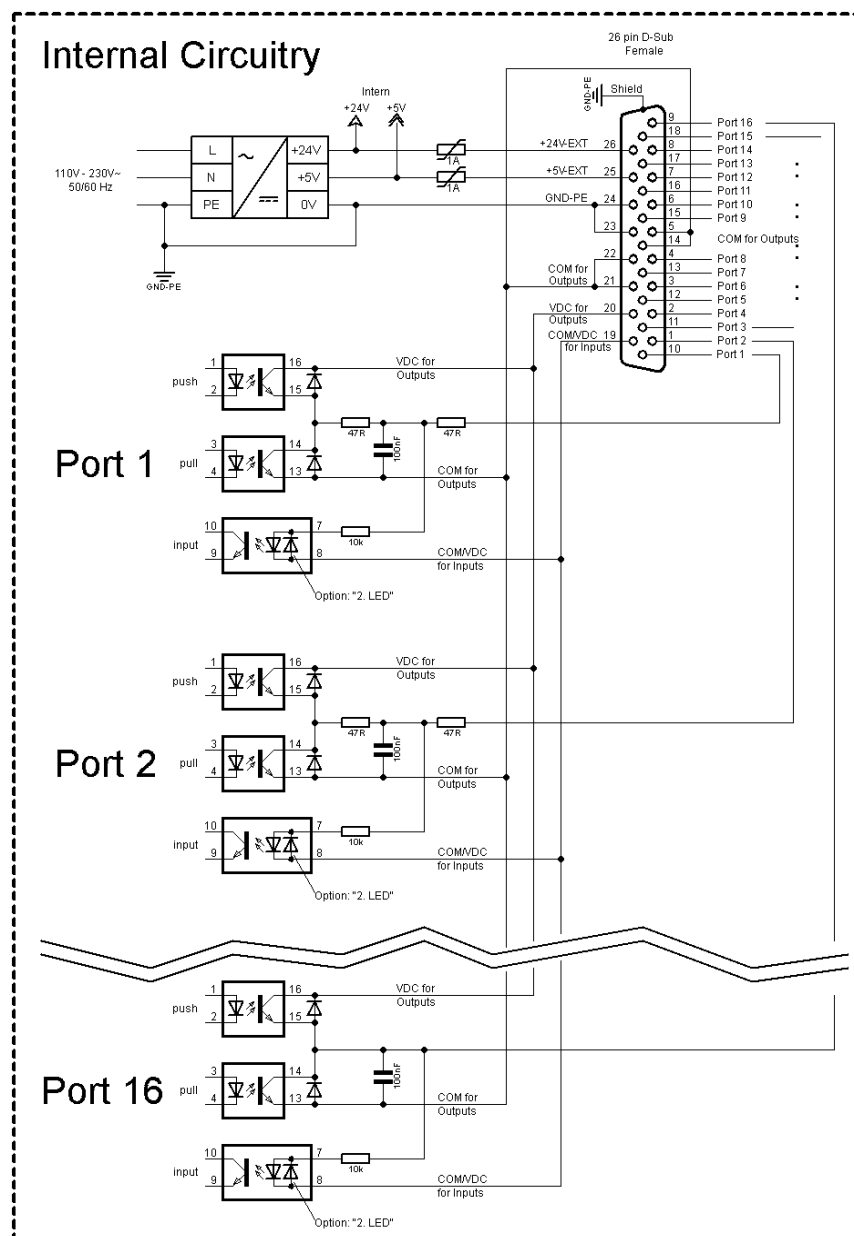 Internal Circuitry
26 pin D-Sub
Female
GND-PE
Shield
Intern
+24V
+5V
110V - 230V~
50/60 Hz
L
N
PE
+24V
+5V
0V
1A
1A
GND-PE
+24V-EXT 26
+5V-EXT 25
GND-PE 24
23
22
COM for
Outputs
21
VDC for
Outputs
20
COM/VDC
for Inputs
19
9 Port 16
18 Port 15
8 Port 14
17 Port 13
7 Port 12
16 Port 11
6 Port 10
15 Port 9
5
14 COM for Outputs
4 Port 8
13 Port 7
3 Port 6
12 Port 5
2 Port 4
11 Port 3
1 Port 2
10 Port 1
Port 1
push
1
2
16
15
VDC for
Outputs
47R
100nF
47R
pull
3
4
14
13
COM for
Outputs
input
10
9
7
8
10k
COM/VDC
for Inputs
Option: "2. LED"
Port 2
push
1
2
16
15
VDC for
Outputs
47R
100nF
47R
pull
3
4
14
13
COM for
Outputs
input
10
9
7
8
10k
COM/VDC
for Inputs
Option: "2. LED"
Port 16
push
1
2
16
15
VDC for
Outputs
100nF
pull
3
4
14
13
COM for
Outputs
input
10
9
7
8
10k
COM/VDC
for Inputs
Option: "2. LED"